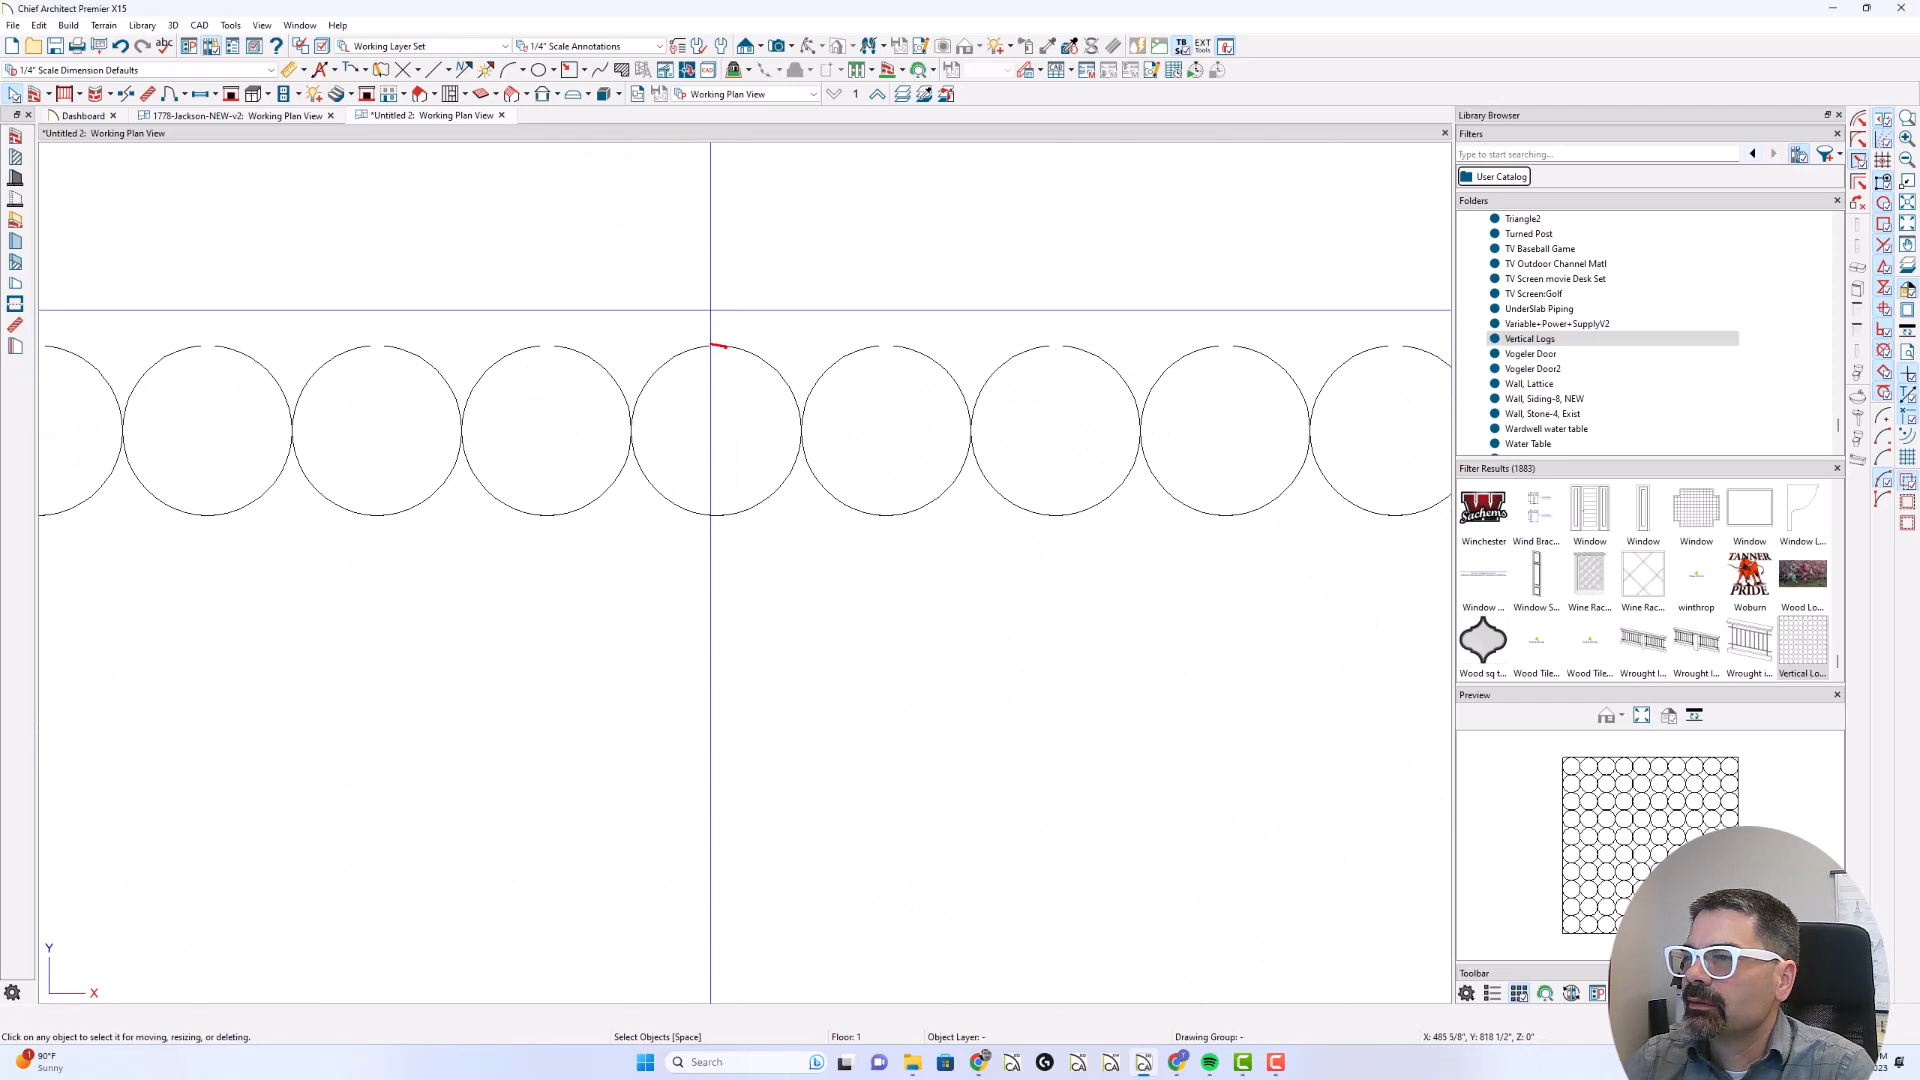 Chief Architect Premier X15
File Edit Build Terrain Library 3D CAD Tools View Window Help
Working Layer Set 1/4" Scale Annotations TB EXT Tools
1/4" Scale Dimension Defaults
Working Plan View 1
Dashboard 1778-Jackson-NEW-v2: Working Plan View *Untitled 2: Working Plan View
*Untitled 2: Working Plan View
Library Browser
Filters
Type to start searching...
User Catalog
Folders
Triangle2
Turned Post
TV Baseball Game
TV Outdoor Channel Matl
TV Screen movie Desk Set
TV Screen:Golf
UnderSlab Piping
Variable+Power+SupplyV2
Vertical Logs
Vogeler Door
Vogeler Door2
Wall, Lattice
Wall, Siding-8, NEW
Wall, Stone-4, Exist
Wardwell water table
Water Table
Filter Results (1883)
W Sachems
Winchester Wind Brac... Window Window Window Window Window L...
TANNER PRIDE
Window ... Window S... Wine Rac... Wine Rac... winthrop Woburn Wood Lo...
Wood sq t... Wood Tile... Wood Tile... Wrought I... Wrought I... Wrought i... Vertical Lo...
Preview
Toolbar
Y
X
Click on any object to select it for moving, resizing, or deleting. Select Objects [Space] Floor: 1 Object Layer: - Drawing Group: - X: 485 5/8", Y: 818 1/2", Z: 0"
1 90°F
Sunny
Search